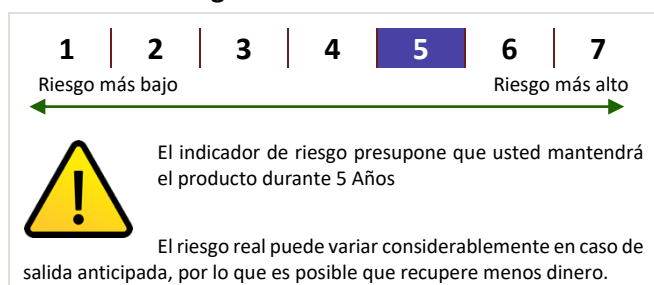 1 2 3 4 5 6 7
Riesgo más bajo Riesgo más alto
El indicador de riesgo presupone que usted mantendrá
el producto durante 5 Años
El riesgo real puede variar considerablemente en caso de
salida anticipada, por lo que es posible que recupere menos dinero.